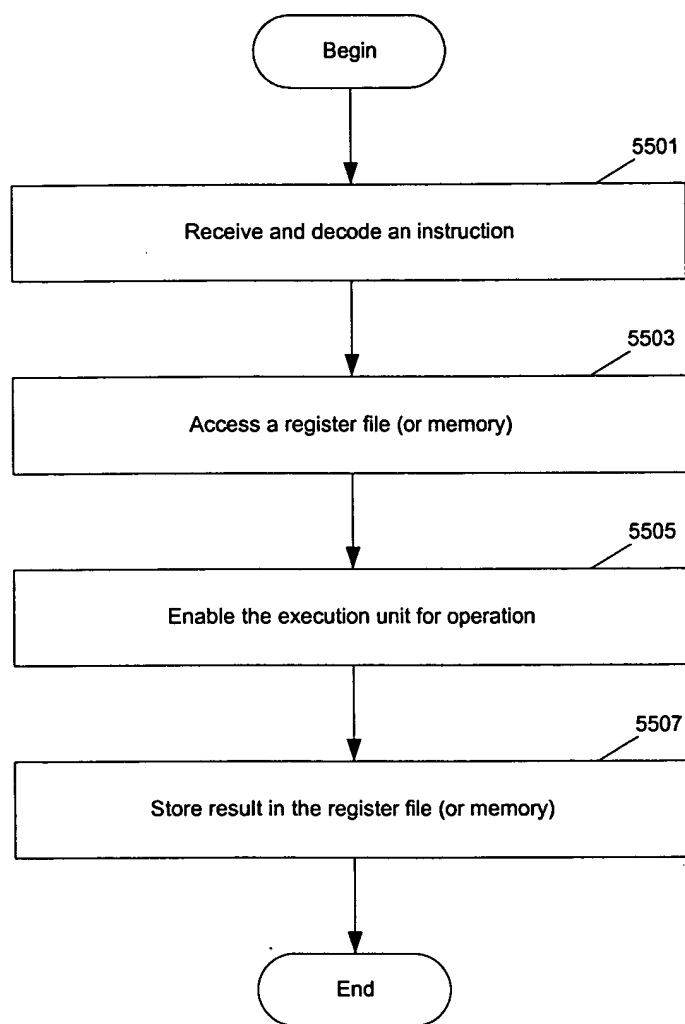 Begin
5501
Receive and decode an instruction
5503
Access a register file (or memory)
5505
Enable the execution unit for operation
5507
Store result in the register file (or memory)
End